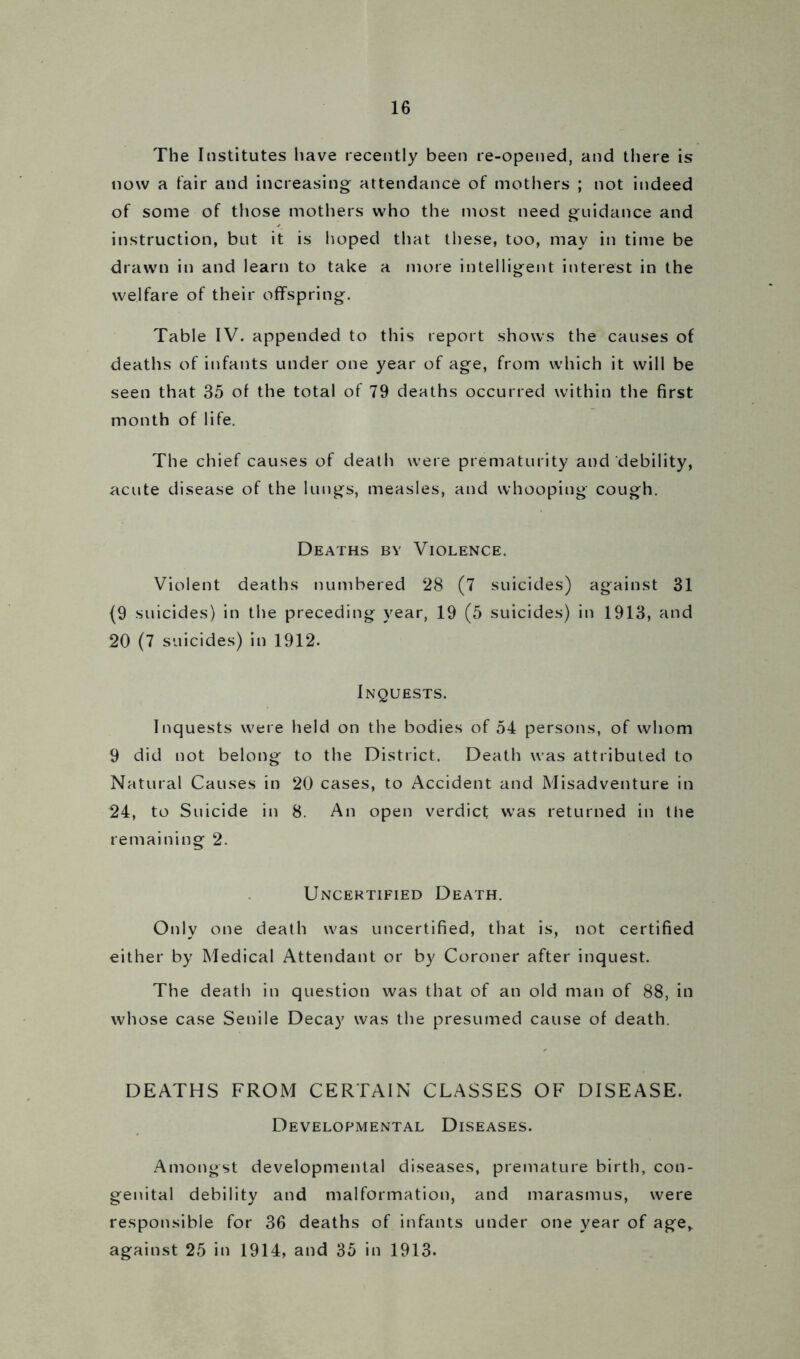 16
The Institutes have recently been re-opened, and there is
now a fair and increasing attendance of mothers ; not indeed
of some of those mothers who the most need guidance and
instruction, but it is hoped that these, too, may in time be
drawn in and learn to take a more intelligent interest in the
welfare of their offspring.
Table IV. appended to this report shows the causes of
deaths of infants under one year of age, from which it will be
seen that 35 of the total of 79 deaths occurred within the first
month of life.
The chief causes of death were prematurity and debility,
acute disease of the lungs, measles, and whooping cough.
Deaths by Violence.
Violent deaths numbered 28 (7 suicides) against 31
(9 suicides) in the preceding year, 19 (5 suicides) in 1913, and
20 (7 suicides) in 1912.
Inquests.
Inquests were held on the bodies of 54 persons, of whom
9 did not belong to the District. Death was attributed to
Natural Causes in 20 cases, to Accident and Misadventure in
24, to Suicide in 8. An open verdict was returned in the
remaining 2.
Uncertified Death.
Only one death was uncertified, that is, not certified
either by Medical Attendant or by Coroner after inquest.
The death in question was that of an old man of 88, in
whose case Senile Decay was the presumed cause of death.
DEATHS FROM CERTAIN CLASSES OF DISEASE.
Developmental Diseases.
Amongst developmental diseases, premature birth, con-
genital debility and malformation, and marasmus, were
responsible for 36 deaths of infants under one year of age,
against 25 in 1914, and 35 in 1913.